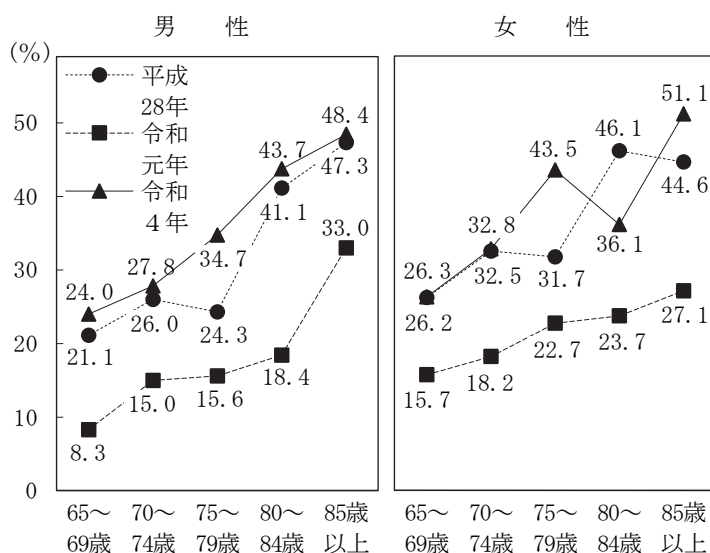 男　性
(%)
平成
28年
令和
元年
令和
4年
50
40
30
20
10
0
24.0
27.8
34.7
43.7
48.4
21.1
26.0
24.3
41.1
47.3
8.3
15.0
15.6
18.4
33.0
65～
69歳
70～
74歳
75～
79歳
80～
84歳
85歳
以上
女　性
26.3
32.8
43.5
46.1
51.1
26.2
32.5
31.7
36.1
44.6
15.7
18.2
22.7
23.7
27.1
65～
69歳
70～
74歳
75～
79歳
80～
84歳
85歳
以上